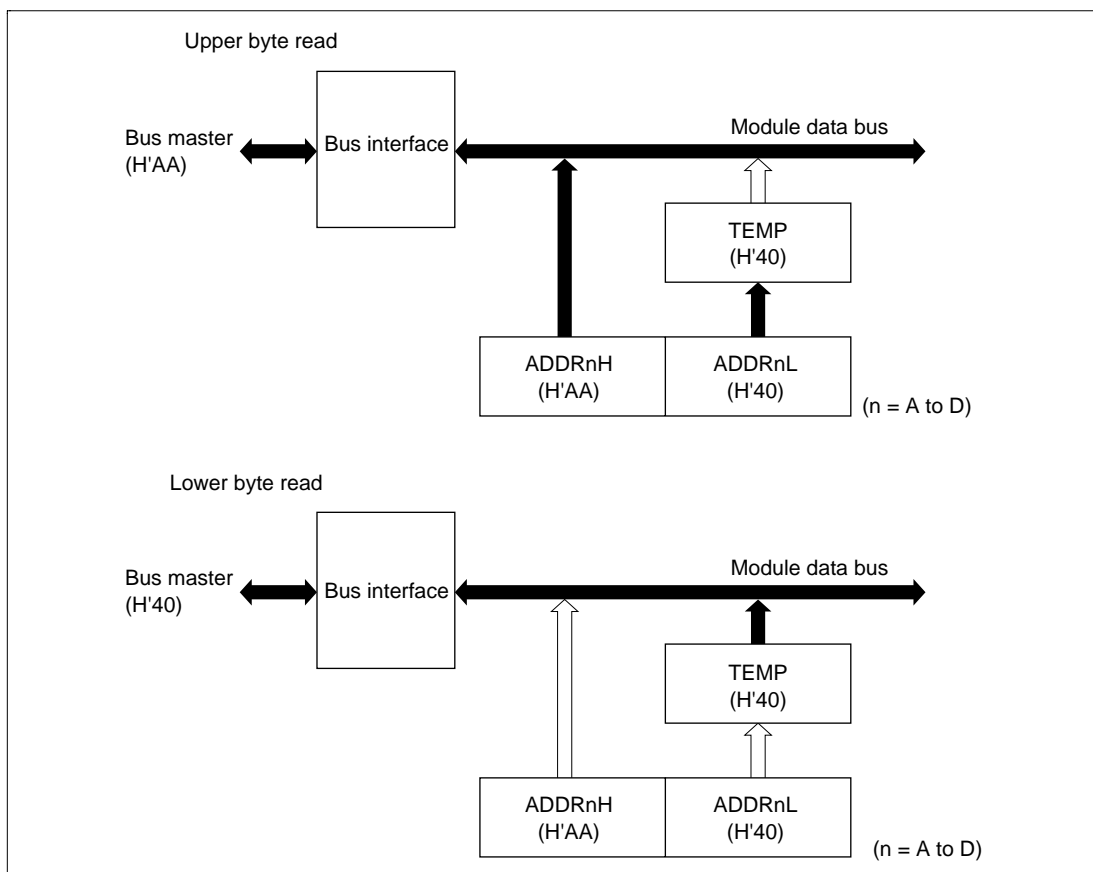 Upper byte read
Bus master
(H'AA)
Bus interface
Module data bus
TEMP
(H'40)
ADDRnH
(H'AA)
ADDRnL
(H'40)
(n = A to D)
Lower byte read
Bus master
(H'40)
Bus interface
Module data bus
TEMP
(H'40)
ADDRnH
(H'AA)
ADDRnL
(H'40)
(n = A to D)